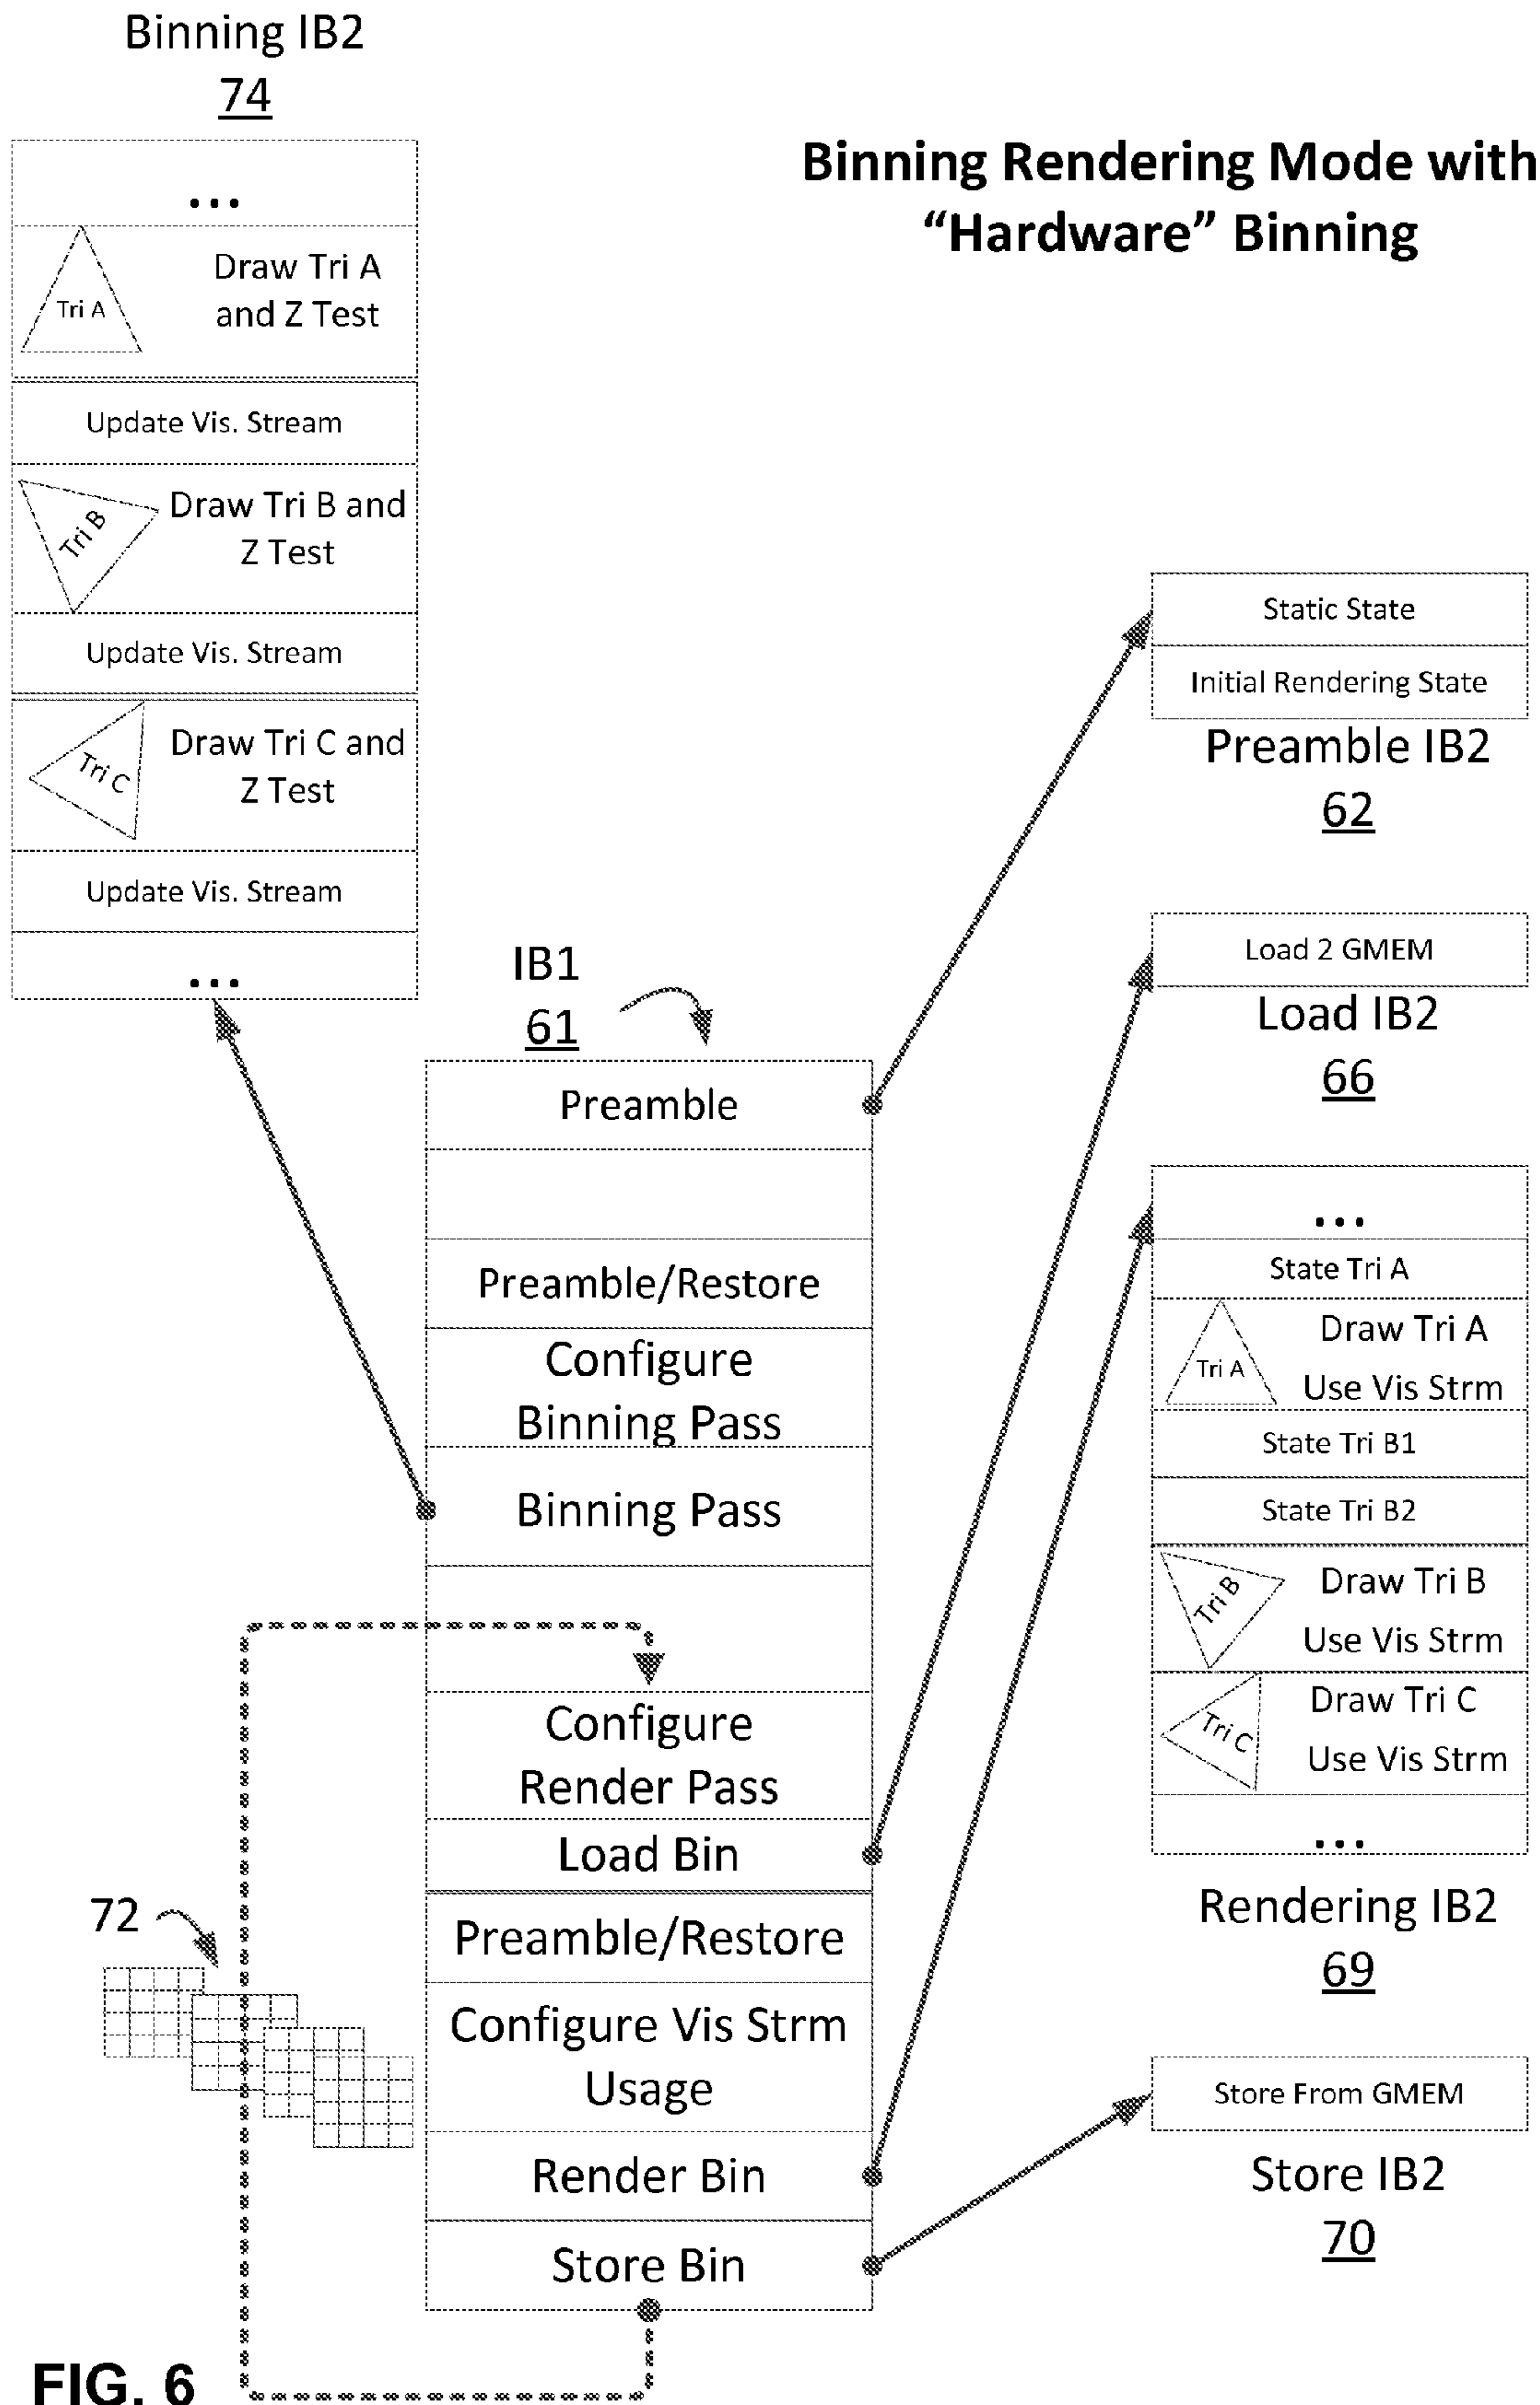 Binning IB2
74
Binning Rendering Mode with
“Hardware” Binning
...
Tri A
Draw Tri A
and Z Test
Update Vis. Stream
Tri B
Draw Tri B and
Z Test
Update Vis. Stream
Tri C
Draw Tri C and
Z Test
Update Vis. Stream
...
IB1
61
Preamble
Preamble/Restore
Configure
Binning Pass
Binning Pass
Configure
Render Pass
Load Bin
Preamble/Restore
Configure Vis Strm
Usage
Render Bin
Store Bin
72
Static State
Initial Rendering State
Preamble IB2
62
Load 2 GMEM
Load IB2
66
...
State Tri A
Tri A
Draw Tri A
Use Vis Strm
State Tri B1
State Tri B2
Tri B
Draw Tri B
Use Vis Strm
Tri C
Draw Tri C
Use Vis Strm
...
Rendering IB2
69
Store From GMEM
Store IB2
70
FIG. 6